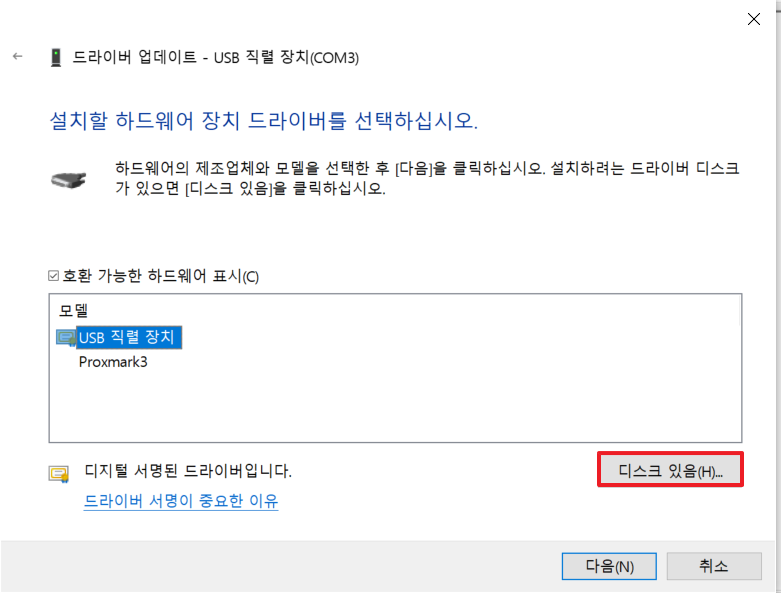 드라이버 업데이트 - USB 직렬 장치(COM3)
설치할 하드웨어 장치 드라이버를 선택하십시오.
하드웨어의 제조업체와 모델을 선택한 후 [다음]을 클릭하십시오. 설치하려는 드라이버 디스크
가 있으면 [디스크 있음]을 클릭하십시오.
호환 가능한 하드웨어 표시(C)
모델
USB 직렬 장치
Proxmark3
디지털 서명된 드라이버입니다.
디스크 있음(H)...
드라이버 서명이 중요한 이유
다음(N)
취소